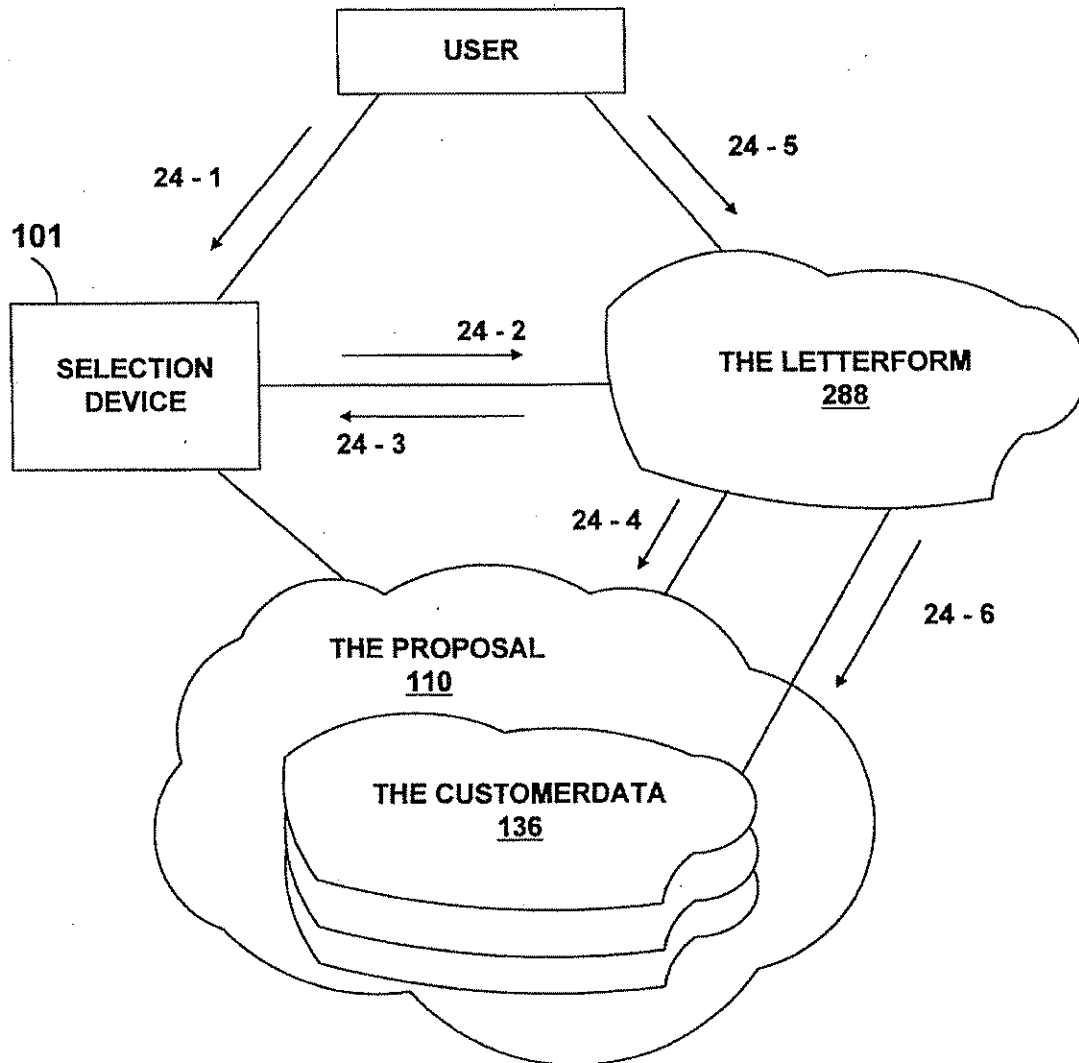 USER
24 - 1
24 - 5
101
SELECTION
DEVICE
24 - 2
24 - 3
THE LETTERFORM
288
24 - 4
24 - 6
THE PROPOSAL
110
THE CUSTOMERDATA
136